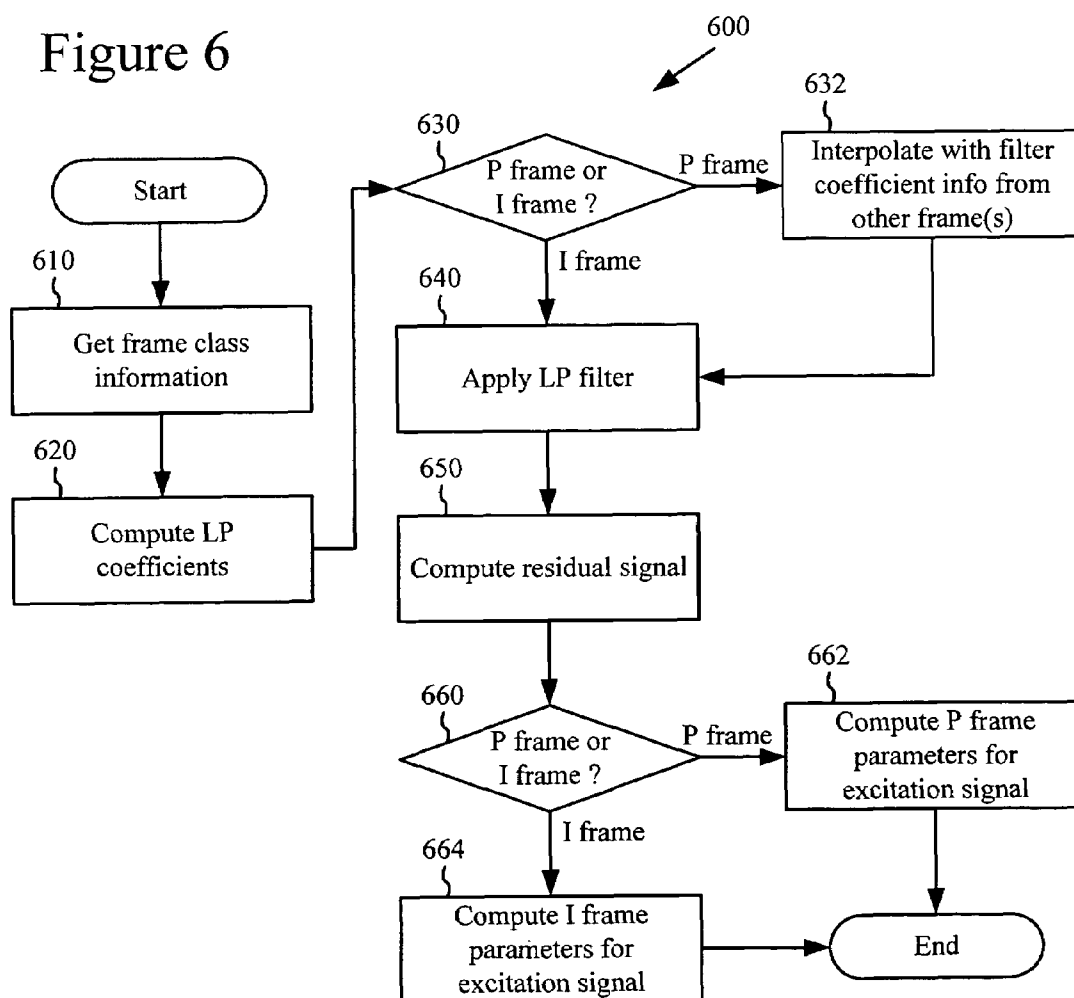 Figure 6
600
Start
610
Get frame class
information
620
Compute LP
coefficients
630
P frame or
I frame ?
P frame
I frame
632
Interpolate with filter
coefficient info from
other frame(s)
640
Apply LP filter
650
Compute residual signal
660
P frame or
I frame ?
P frame
I frame
662
Compute P frame
parameters for
excitation signal
664
Compute I frame
parameters for
excitation signal
End